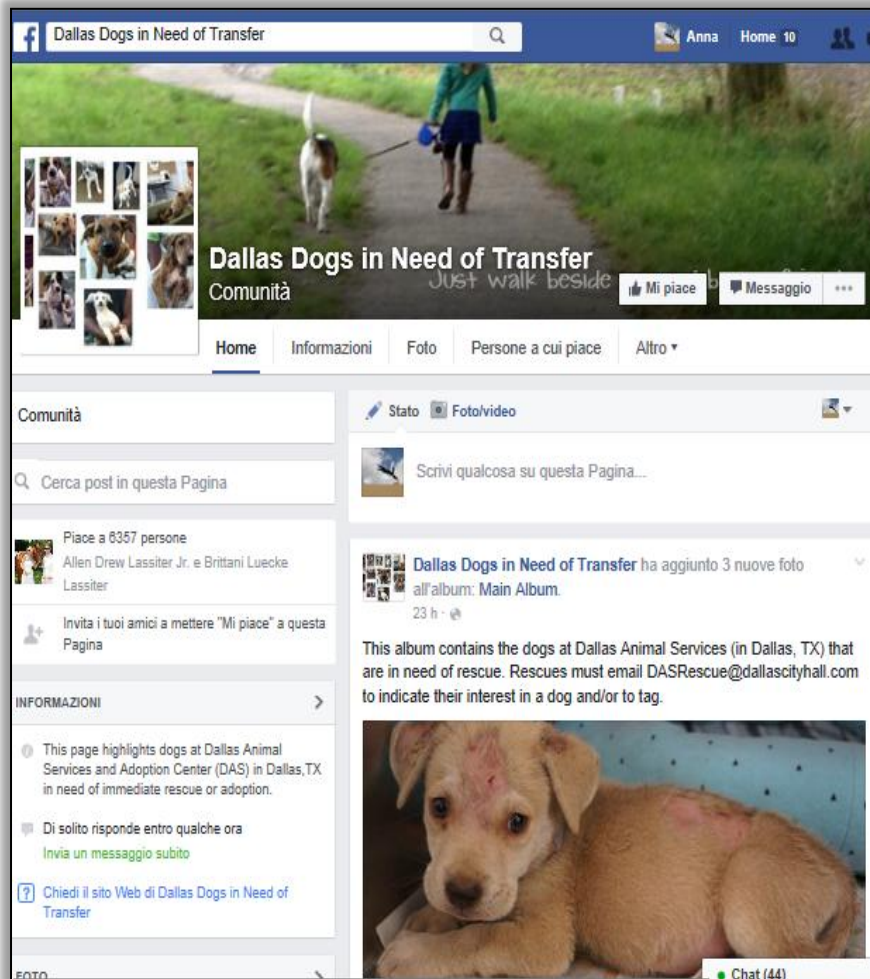 Dallas Dogs in Need of Transfer
Anna Home 10
Dallas Dogs in Need of Transfer
Just walk beside
Comunità
Mi piace Messaggio
Home Informazioni Foto Persone a cui piace Altro
Comunità
Cerca post in questa Pagina
Piace a 6357 persone
Allen Drew Lassiter Jr. e Brittani Luecke
Lassiter
Invita i tuoi amici a mettere "Mi piace" a questa
Pagina
INFORMAZIONI
This page highlights dogs at Dallas Animal
Services and Adoption Center (DAS) in Dallas,TX
in need of immediate rescue or adoption.
Di solito risponde entro qualche ora
Invia un messaggio subito
Chiedi il sito Web di Dallas Dogs in Need of
Transfer
FOTO
Stato Foto/video
Scrivi qualcosa su questa Pagina...
Dallas Dogs in Need of Transfer ha aggiunto 3 nuove foto
all'album: Main Album.
23 h ·
This album contains the dogs at Dallas Animal Services (in Dallas, TX) that
are in need of rescue. Rescues must email DASRescue@dallascityhall.com
to indicate their interest in a dog and/or to tag.
Chat (44)